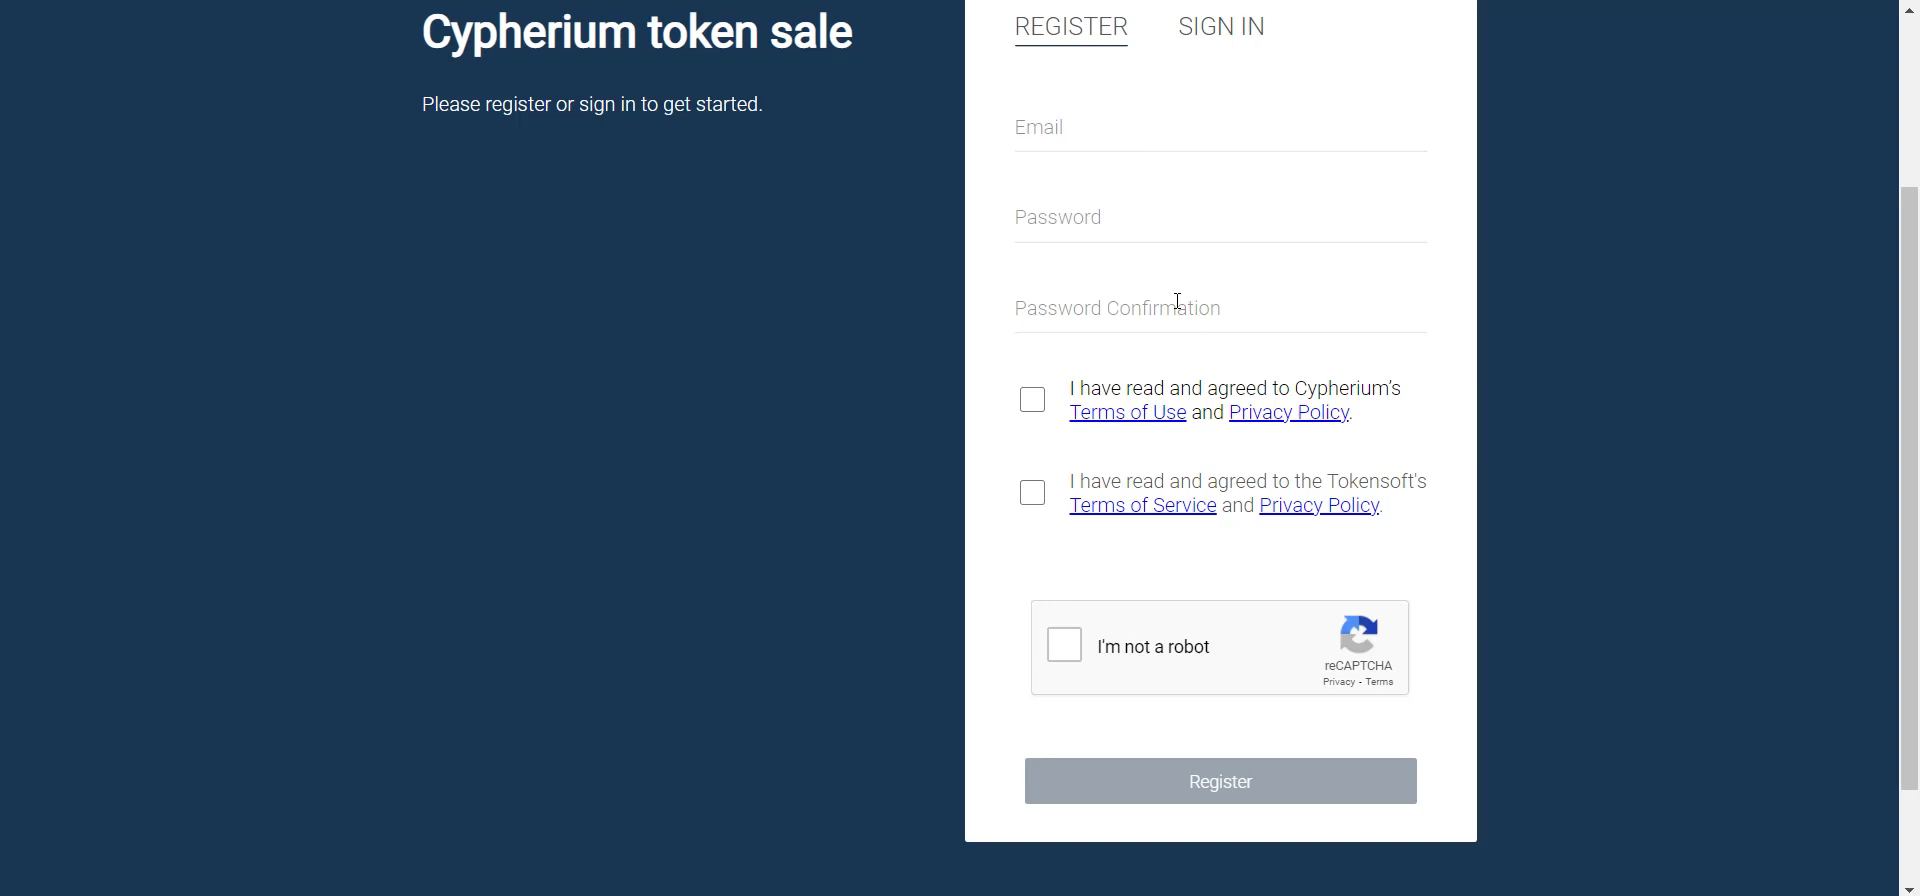 Cypherium token sale
Please register or sign in to get started.
REGISTER SIGN IN
Email
Password
Password Confirmation
I have read and agreed to Cypherium’s
Terms of Use and Privacy Policy.
I have read and agreed to the Tokensoft's
Terms of Service and Privacy Policy.
I'm not a robot
reCAPTCHA
Privacy - Terms
Register